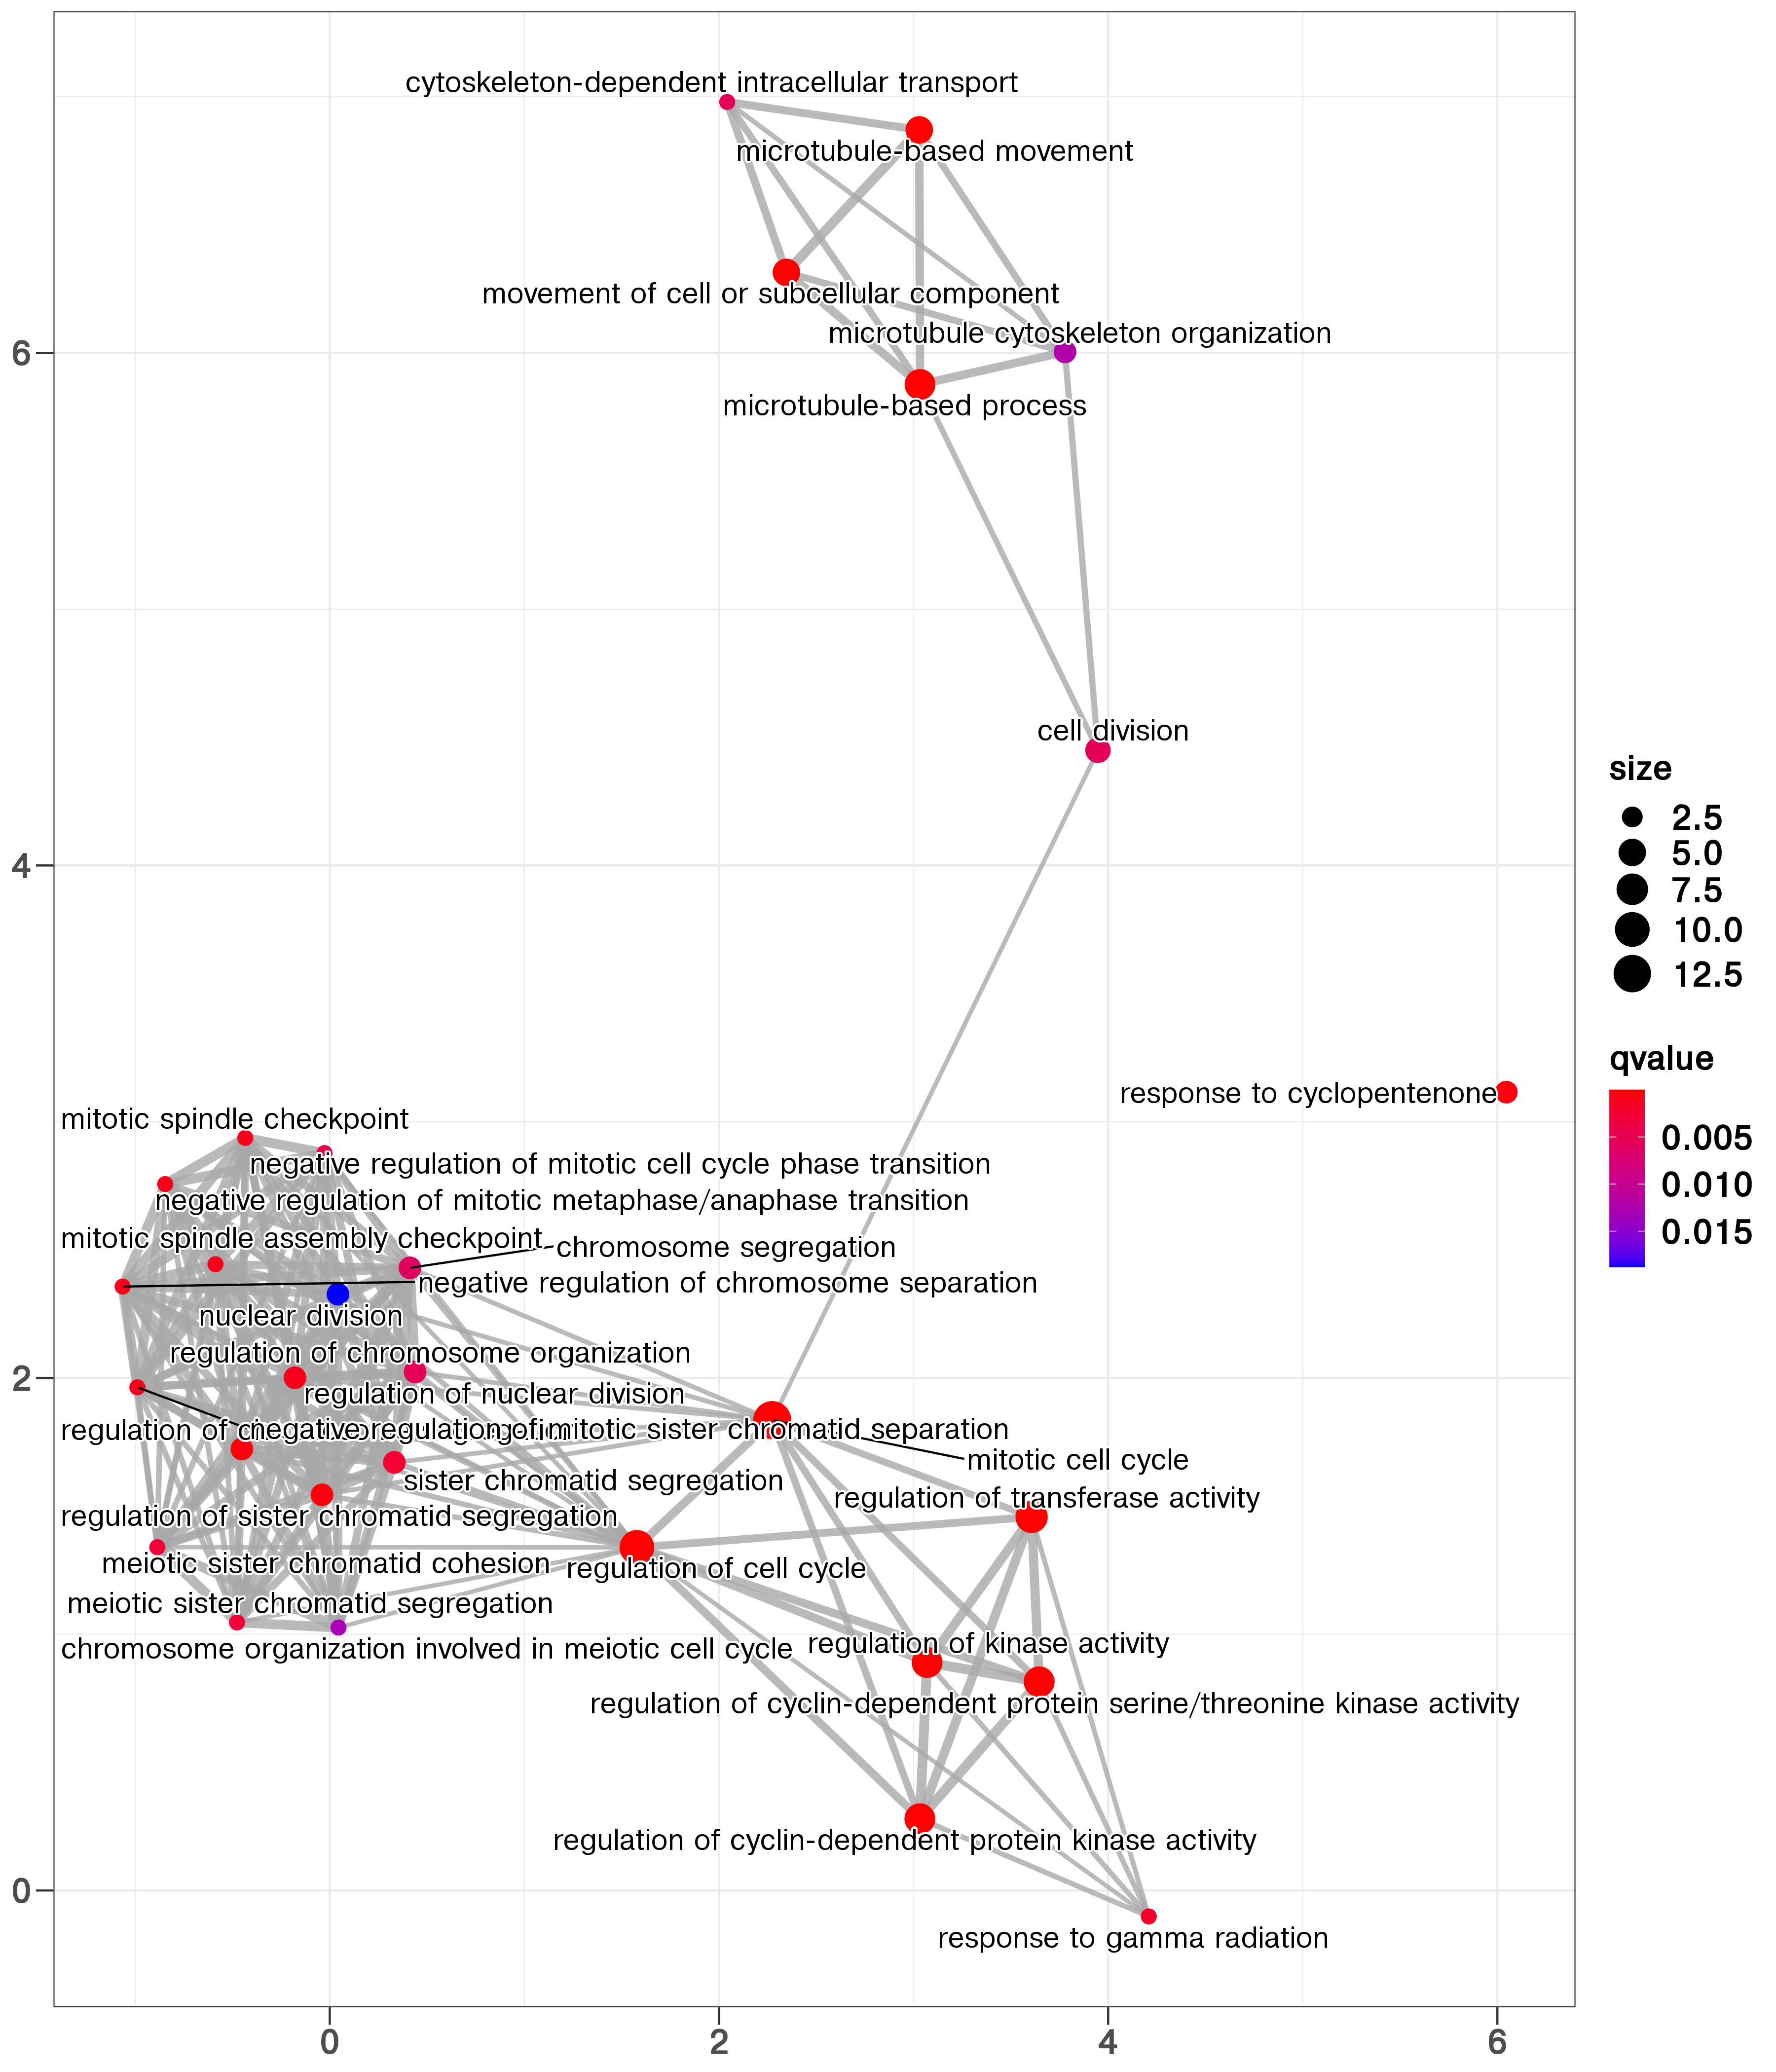 cytoskeleton-dependent intracellular transport
microtubule-based movement
movement of cell or subcellular component
microtubule cytoskeleton organization
6
microtubule-based process
cell division
size
2.5
5.0
4
7.5
10.0
12.5
qvalue
response to cyclopentenone
0.005
0.010
0.015
mitotic spindle checkpoint
negative regulation of mitotic cell cycle phase transition
negative regulation of mitotic metaphase/anaphase transition
mitotic spindle assembly checkpoint
chromosome segregation
negative regulation of chromosome separation
nuclear division
regulation of chromosome organization
2
regulation of nuclear division
regulation of
negative regulation of mitotic sister chromatid separation
mitotic cell cycle
sister chromatid segregation
regulation of transferase activity
regulation of sister chromatid segregation
meiotic sister chromatid cohesion
regulation of cell cycle
meiotic sister chromatid segregation
chromosome organization involved in meiotic cell cycle
regulation of kinase activity
regulation of cyclin-dependent protein serine/threonine kinase activity
regulation of cyclin-dependent protein kinase activity
0
response to gamma radiation
0
2
4
6